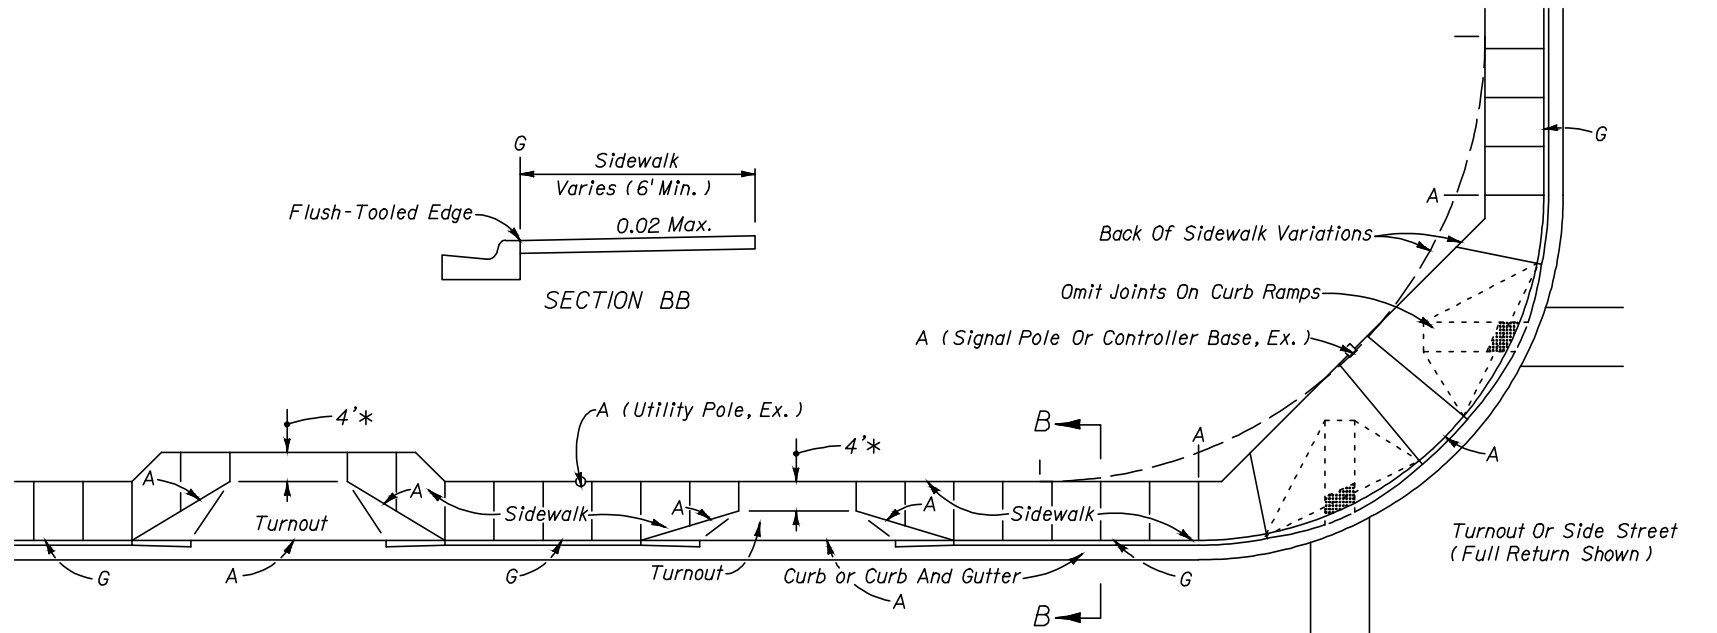 G
G
Sidewalk
Varies (6' Min.)
A
Flush-Tooled Edge
0.02 Max.
Back Of Sidewalk Variations
SECTION BB
Omit Joints On Curb Ramps
A (Signal Pole Or Controller Base, Ex.)
4'*
A (Utility Pole, Ex.)
B
A
4'*
A
A
A
A
A
Sidewalk
Sidewalk
Turnout
Turnout Or Side Street
(Full Return Shown)
G
A
G
Turnout
Curb or Curb And Gutter
G
A
B